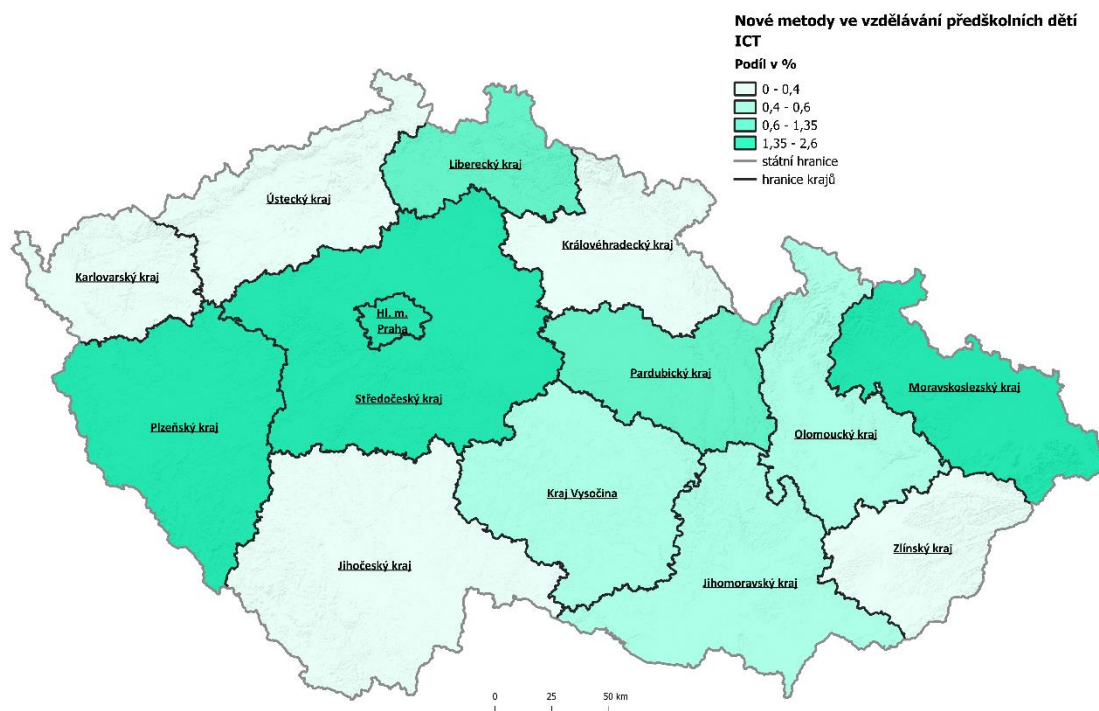 Nové metody ve vzdělávání předškolních dětí
ICT
Podíl v %
0 - 0,4
0,4 - 0,6
0,6 - 1,35
1,35 - 2,6
státní hranice
hranice krajů
Liberecký kraj
Ústecký kraj
Královéhradecký kraj
Karlovarský kraj
Hl. m.
Praha
Pardubický kraj
Moravskoslezský kraj
Středočeský kraj
Plzeňský kraj
Olomoucký kraj
Kraj Vysočina
Zlínský kraj
Jihočeský kraj
Jihomoravský kraj
0 25 50 km